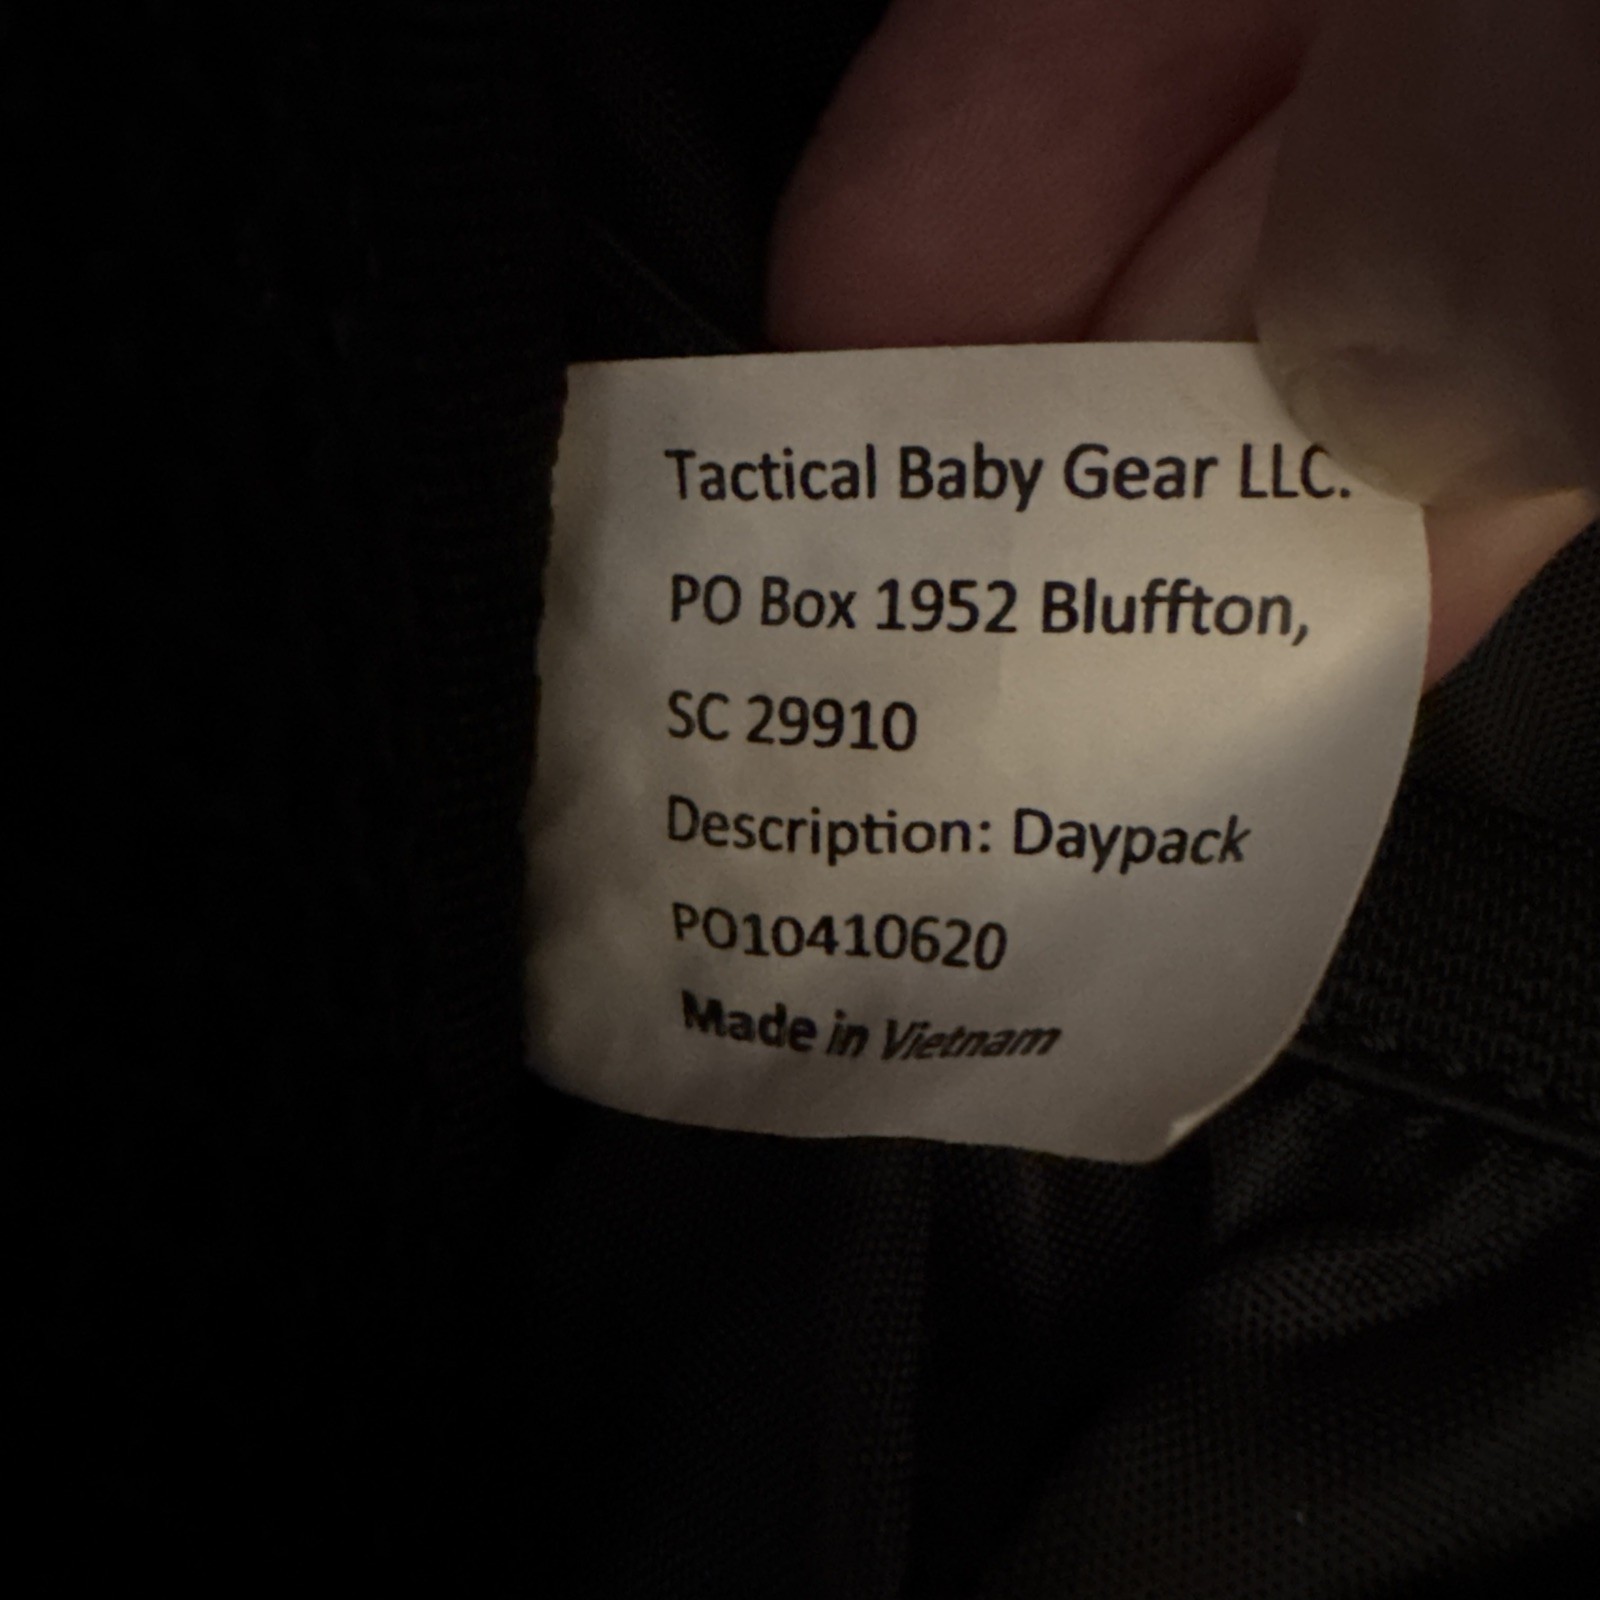 Tactical Baby Gear LLC.
PO Box 1952 Bluffton,
SC 29910
Description: Daypack
PO10410620
Made in Vietnam